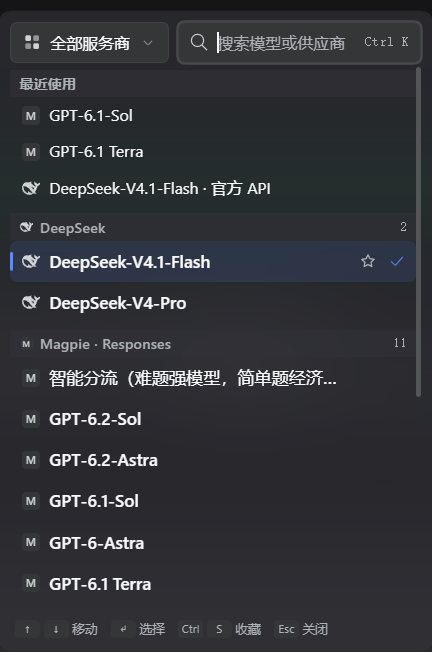 全部服务商
搜索模型或供应商 Ctrl K
最近使用
M GPT-6.1-Sol
M GPT-6.1 Terra
DeepSeek-V4.1-Flash · 官方 API
DeepSeek 2
DeepSeek-V4.1-Flash
DeepSeek-V4-Pro
M Magpie · Responses 11
M 智能分流（难题强模型，简单题经济...
M GPT-6.2-Sol
M GPT-6.2-Astra
M GPT-6.1-Sol
M GPT-6-Astra
M GPT-6.1 Terra
↑ ↓ 移动 ↵ 选择 Ctrl S 收藏 Esc 关闭